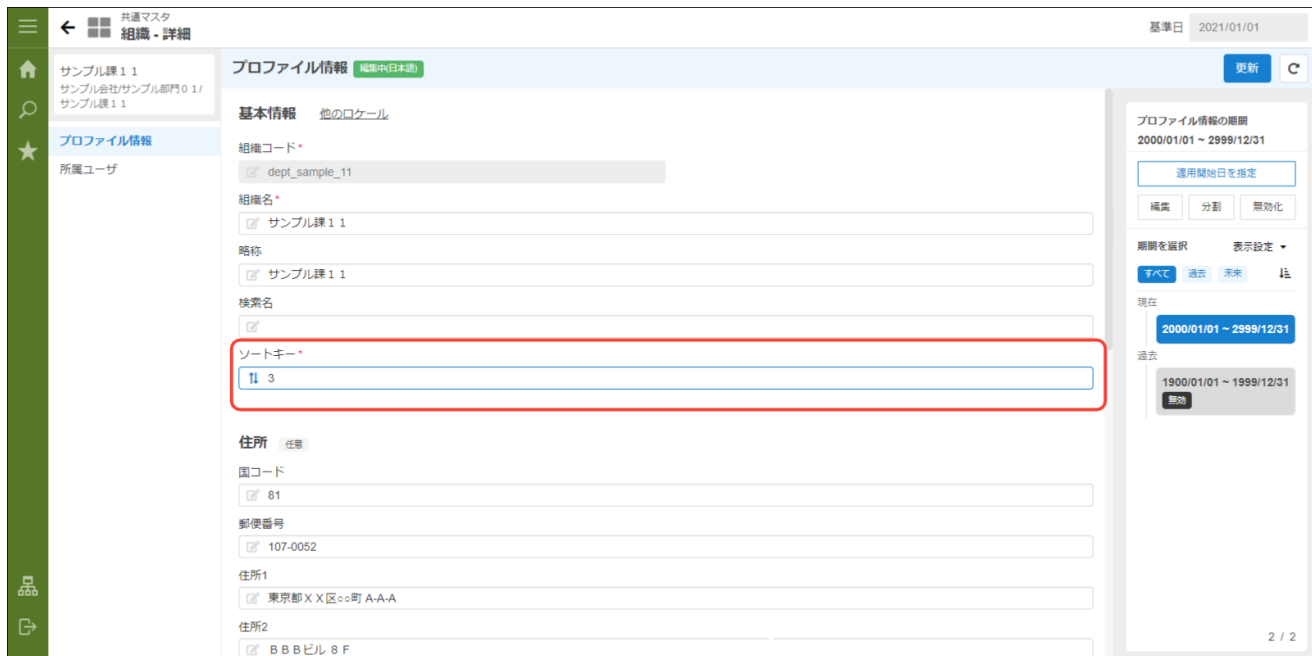 共通マスタ
組織 - 詳細
基準日 2021/01/01
サンプル課１１
サンプル会社/サンプル部門０１/
サンプル課１１
プロファイル情報
所属ユーザ
プロファイル情報 編集中(日本語)
更新
基本情報 他のロケール
組織コード*
dept_sample_11
組織名*
サンプル課１１
略称
サンプル課１１
検索名
ソートキー*
3
住所 任意
国コード
81
郵便番号
107-0052
住所1
東京都ＸＸ区○○町 A-A-A
住所2
ＢＢＢビル ８Ｆ
プロファイル情報の期間
2000/01/01 ~ 2999/12/31
適用開始日を指定
編集 分割 無効化
期間を選択 表示設定
すべて 過去 未来
現在
2000/01/01 ~ 2999/12/31
過去
1900/01/01 ~ 1999/12/31
無効
2 / 2